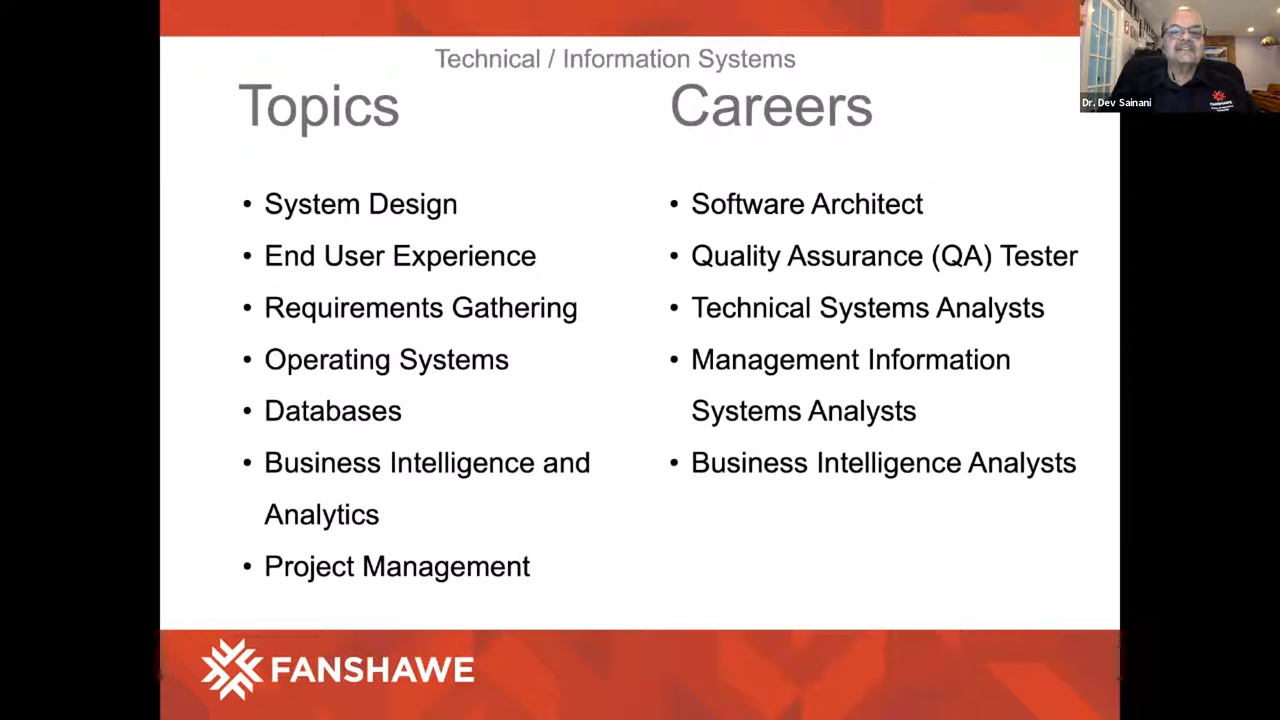 Technical / Information Systems
Topics
• System Design
• End User Experience
• Requirements Gathering
• Operating Systems
• Databases
• Business Intelligence and
Analytics
• Project Management
Careers
• Software Architect
• Quality Assurance (QA) Tester
• Technical Systems Analysts
• Management Information
Systems Analysts
• Business Intelligence Analysts
FANSHAWE
Dr. Dev Sainani
FANSHAWE